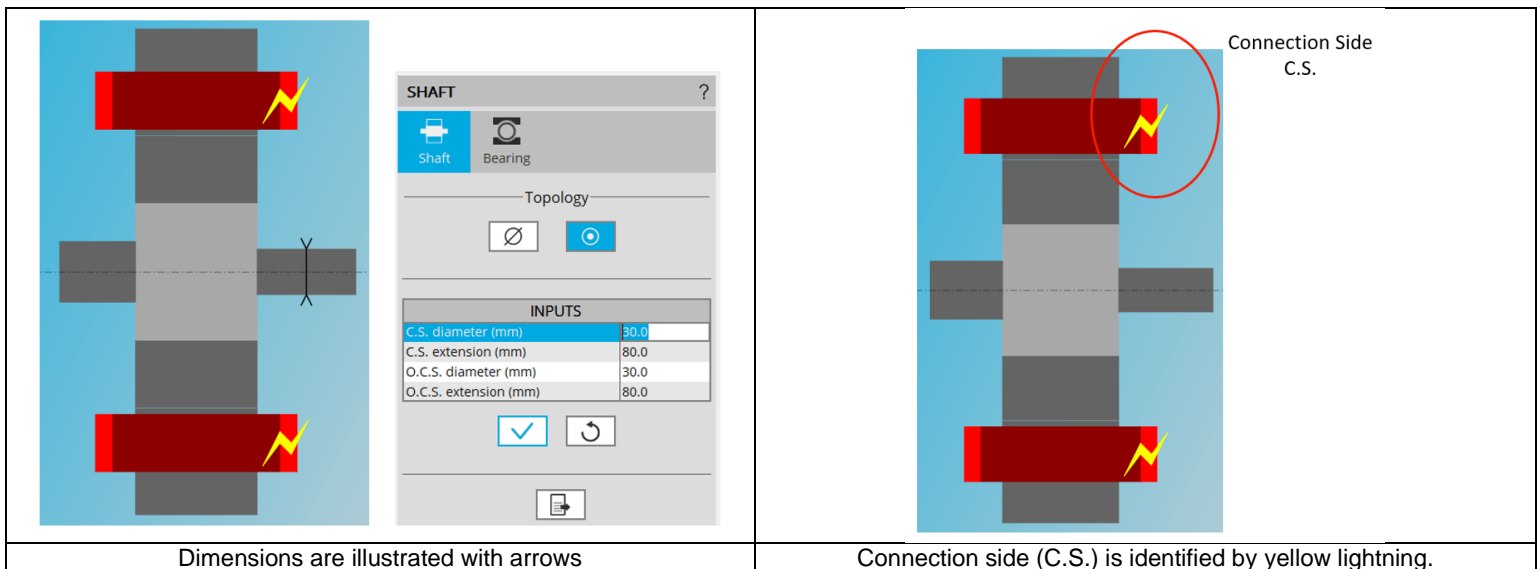 SHAFT ?
Shaft Bearing
Topology
INPUTS
C.S. diameter (mm) 30.0
C.S. extension (mm) 80.0
O.C.S. diameter (mm) 30.0
O.C.S. extension (mm) 80.0
Dimensions are illustrated with arrows
Connection Side
C.S.
Connection side (C.S.) is identified by yellow lightning.